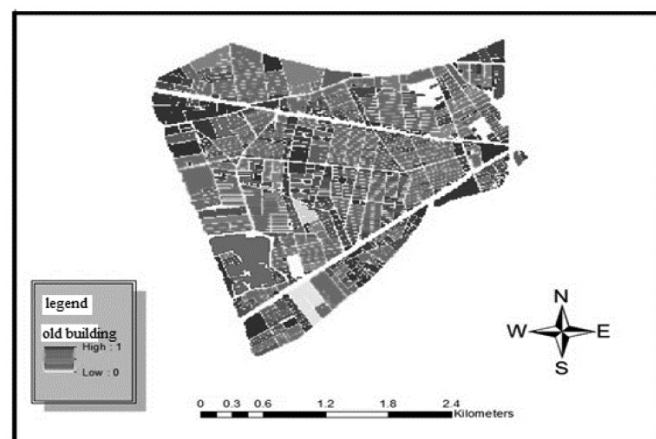 legend
old building
High : 1
Low : 0
N
W E
S
0 0.3 0.6 1.2 1.8 2.4
Kilometers